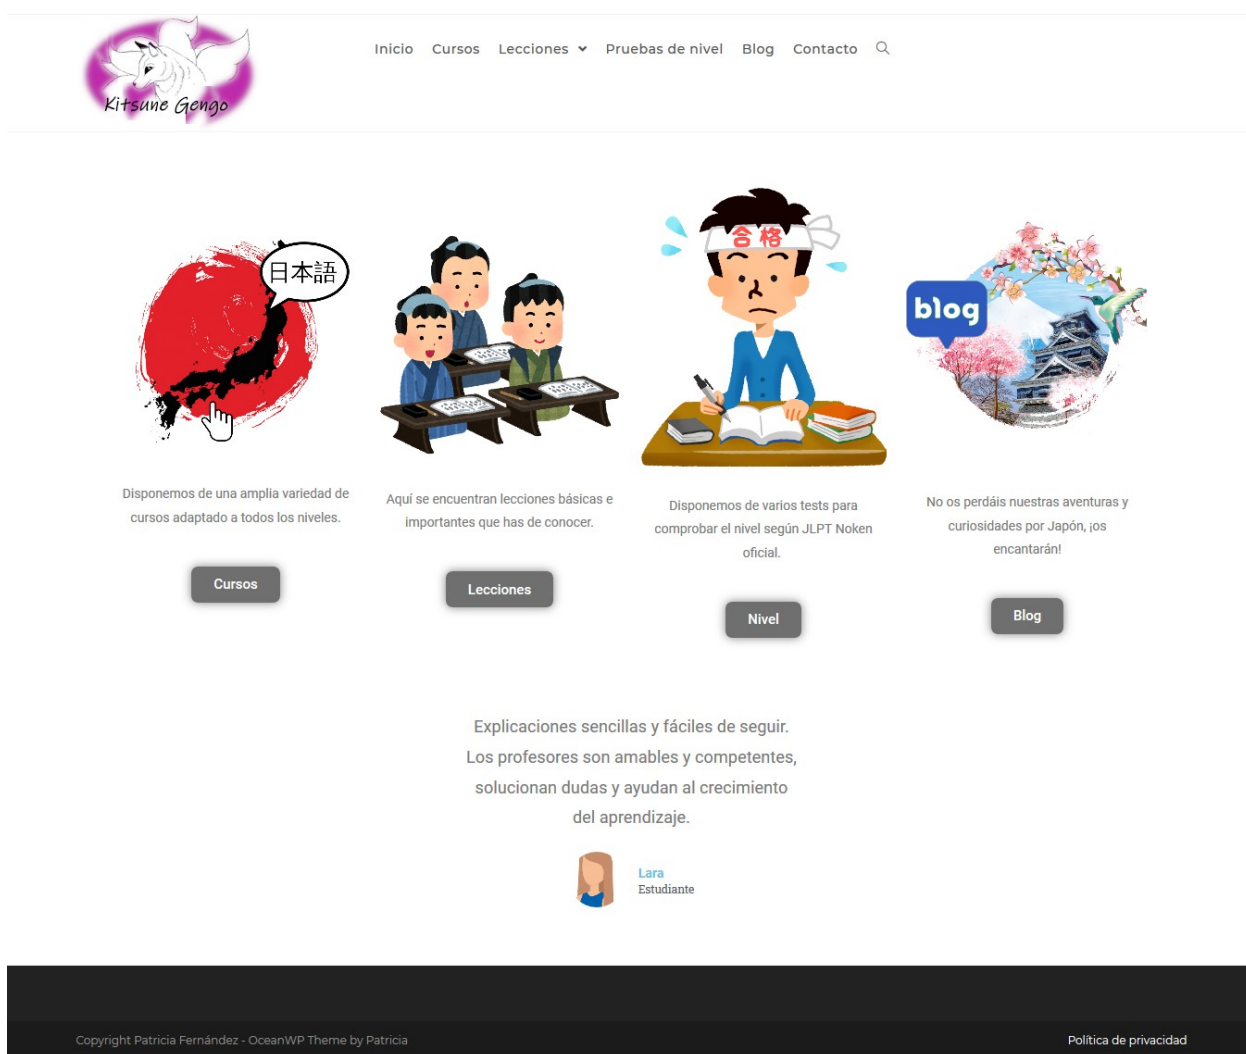 Kitsune Gengo
Inicio Cursos Lecciones Pruebas de nivel Blog Contacto
日本語
合格
blog
Disponemos de una amplia variedad de
cursos adaptado a todos los niveles.
Cursos
Aquí se encuentran lecciones básicas e
importantes que has de conocer.
Lecciones
Disponemos de varios tests para
comprobar el nivel según JLPT Noken
oficial.
Nivel
No os perdáis nuestras aventuras y
curiosidades por Japón, ¡os
encantarán!
Blog
Explicaciones sencillas y fáciles de seguir.
Los profesores son amables y competentes,
solucionan dudas y ayudan al crecimiento
del aprendizaje.
Lara
Estudiante
Copyright Patricia Fernández - OceanWP Theme by Patricia
Política de privacidad